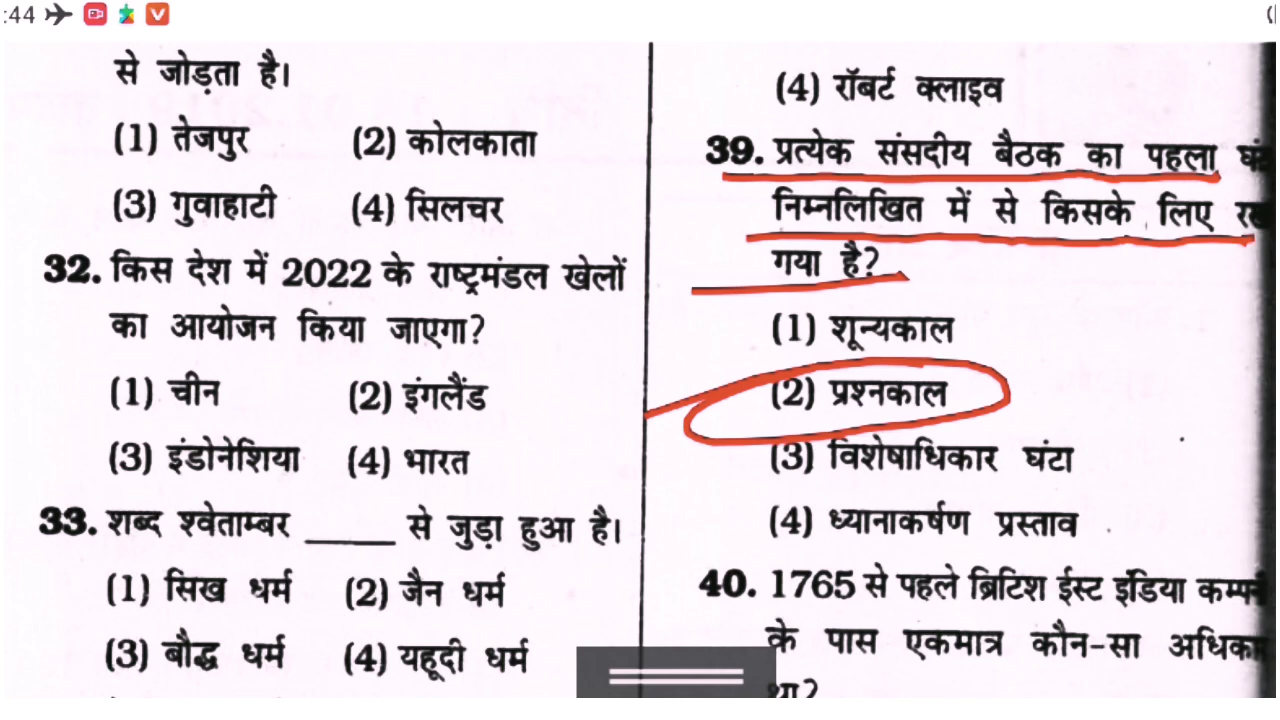 :44
से जोड़ता है।
(1) तेजपुर (2) कोलकाता
(3) गुवाहाटी (4) सिलचर
32. किस देश में 2022 के राष्ट्रमंडल खेलों
का आयोजन किया जाएगा?
(1) चीन (2) इंगलैंड
(3) इंडोनेशिया (4) भारत
33. शब्द श्वेताम्बर ______ से जुड़ा हुआ है।
(1) सिख धर्म (2) जैन धर्म
(3) बौद्ध धर्म (4) यहूदी धर्म
(4) रॉबर्ट क्लाइव
39. प्रत्येक संसदीय बैठक का पहला
निम्नलिखित में से किसके लिए
गया है?
(1) शून्यकाल
(2) प्रश्नकाल
(3) विशेषाधिकार घंटा
(4) ध्यानाकर्षण प्रस्ताव
40. 1765 से पहले ब्रिटिश ईस्ट इंडिया
के पास एकमात्र कौन-सा